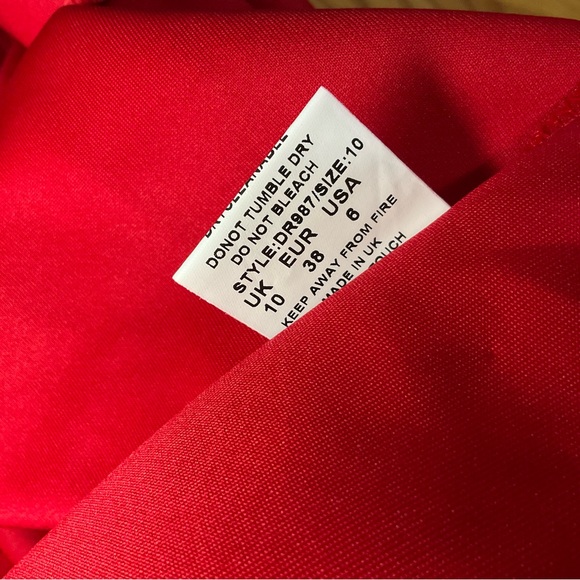 DRYCLEANABLE
DONOT TUMBLE DRY
DO NOT BLEACH
STYLE:DR987/SIZE:10
UK EUR USA
10 38 6
KEEP AWAY FROM FIRE
MADE IN UK